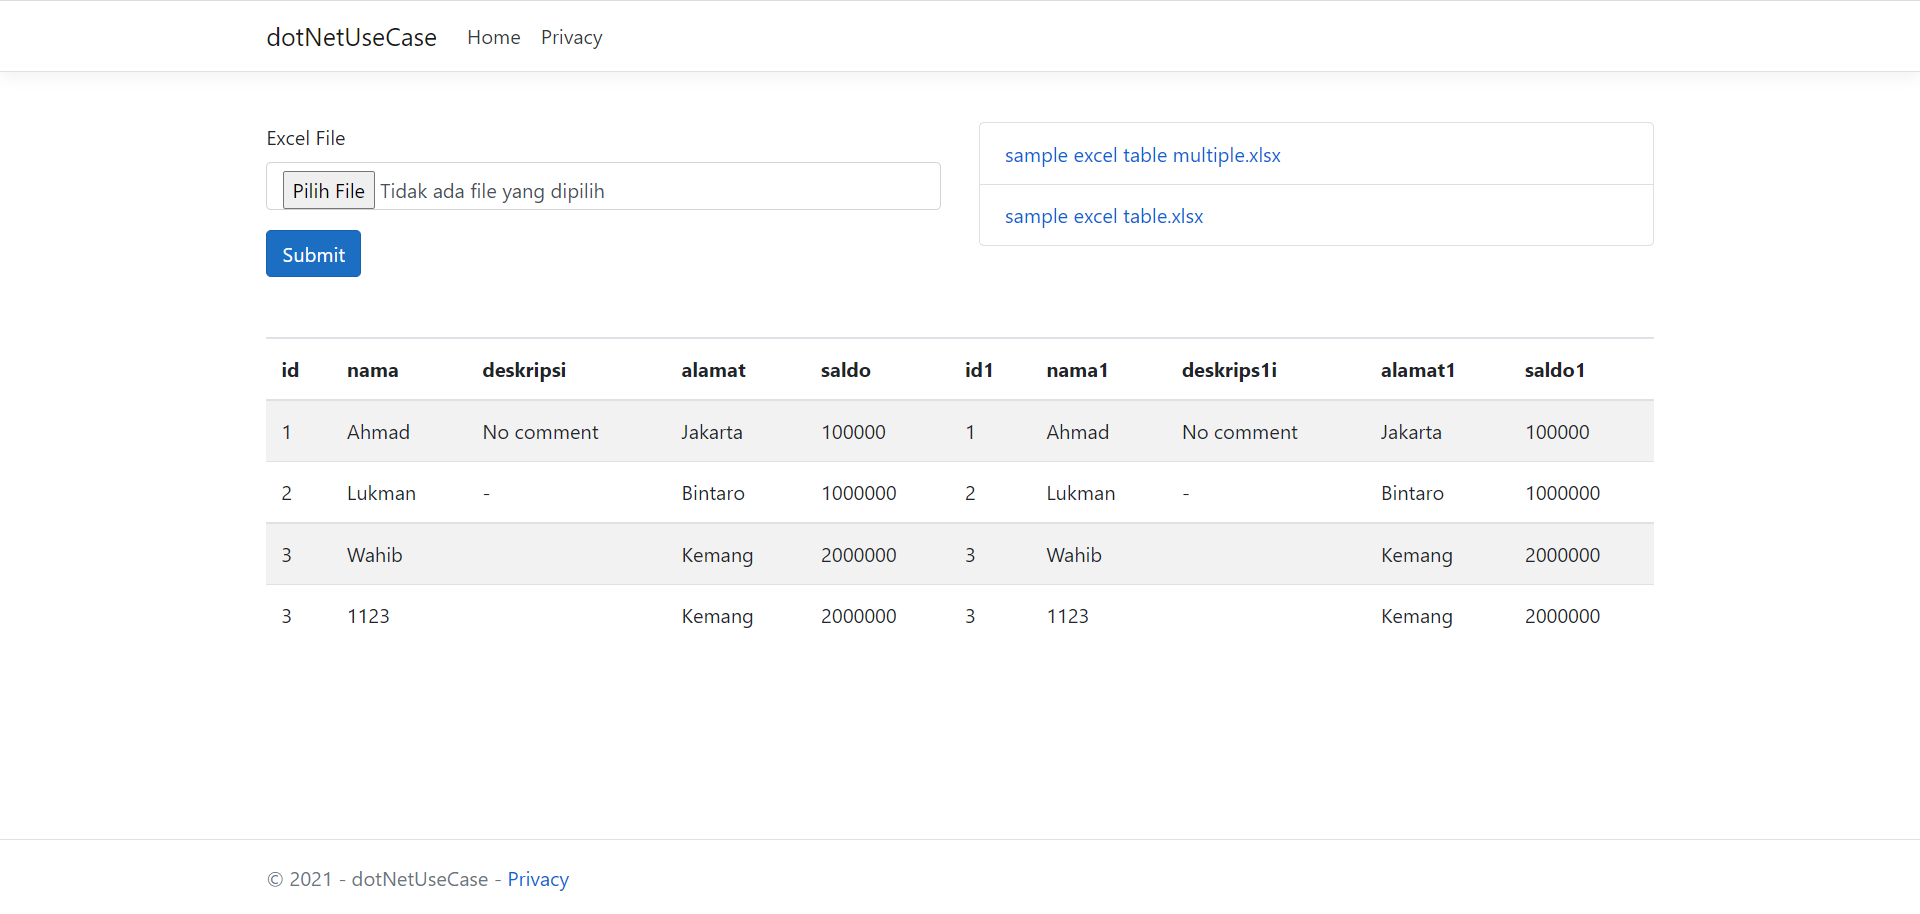 dotNetUseCase Home Privacy
Excel File
Pilih File Tidak ada file yang dipilih
Submit
sample excel table multiple.xlsx
sample excel table.xlsx
id nama deskripsi alamat saldo id1 nama1 deskrips1i alamat1 saldo1
1 Ahmad No comment Jakarta 100000 1 Ahmad No comment Jakarta 100000
2 Lukman - Bintaro 1000000 2 Lukman - Bintaro 1000000
3 Wahib Kemang 2000000 3 Wahib Kemang 2000000
3 1123 Kemang 2000000 3 1123 Kemang 2000000
© 2021 - dotNetUseCase - Privacy